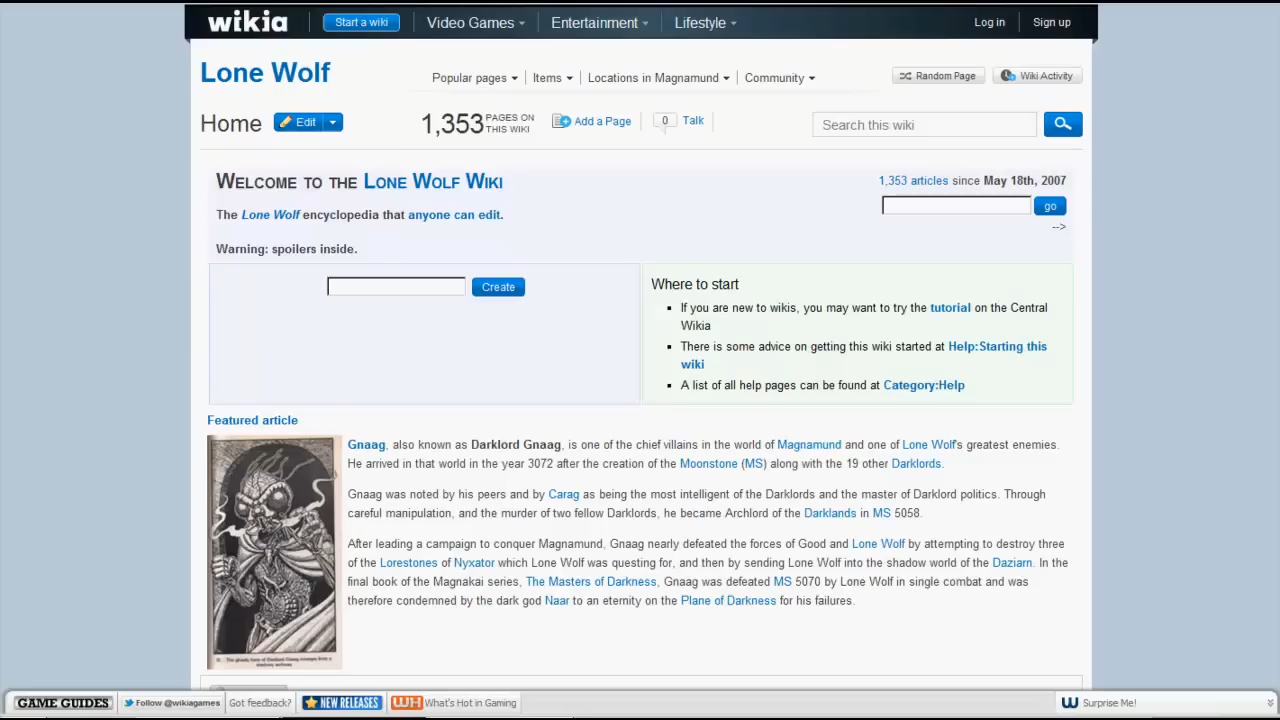 wikia
Start a wiki
Video Games
Entertainment
Lifestyle
Log in
Sign up
Lone Wolf
Popular pages
Items
Locations in Magnamund
Community
Random Page
Wiki Activity
Home
Edit
1,353 PAGES ON THIS WIKI
Add a Page
0 Talk
Search this wiki
WELCOME TO THE LONE WOLF WIKI
1,353 articles since May 18th, 2007
The Lone Wolf encyclopedia that anyone can edit.
go
-->
Warning: spoilers inside.
Create
Where to start
If you are new to wikis, you may want to try the tutorial on the Central
Wikia
There is some advice on getting this wiki started at Help:Starting this
wiki
A list of all help pages can be found at Category:Help
Featured article
Gnaag, also known as Darklord Gnaag, is one of the chief villains in the world of Magnamund and one of Lone Wolf's greatest enemies.
He arrived in that world in the year 3072 after the creation of the Moonstone (MS) along with the 19 other Darklords.
Gnaag was noted by his peers and by Carag as being the most intelligent of the Darklords and the master of Darklord politics. Through
careful manipulation, and the murder of two fellow Darklords, he became Archlord of the Darklands in MS 5058.
After leading a campaign to conquer Magnamund, Gnaag nearly defeated the forces of Good and Lone Wolf by attempting to destroy three
of the Lorestones of Nyxator which Lone Wolf was questing for, and then by sending Lone Wolf into the shadow world of the Daziarn. In the
final book of the Magnakai series, The Masters of Darkness, Gnaag was defeated MS 5070 by Lone Wolf in single combat and was
therefore condemned by the dark god Naar to an eternity on the Plane of Darkness for his failures.
GAME GUIDES
Follow @wikiagames
Got feedback?
NEW RELEASES
WH What's Hot in Gaming
Surprise Me!